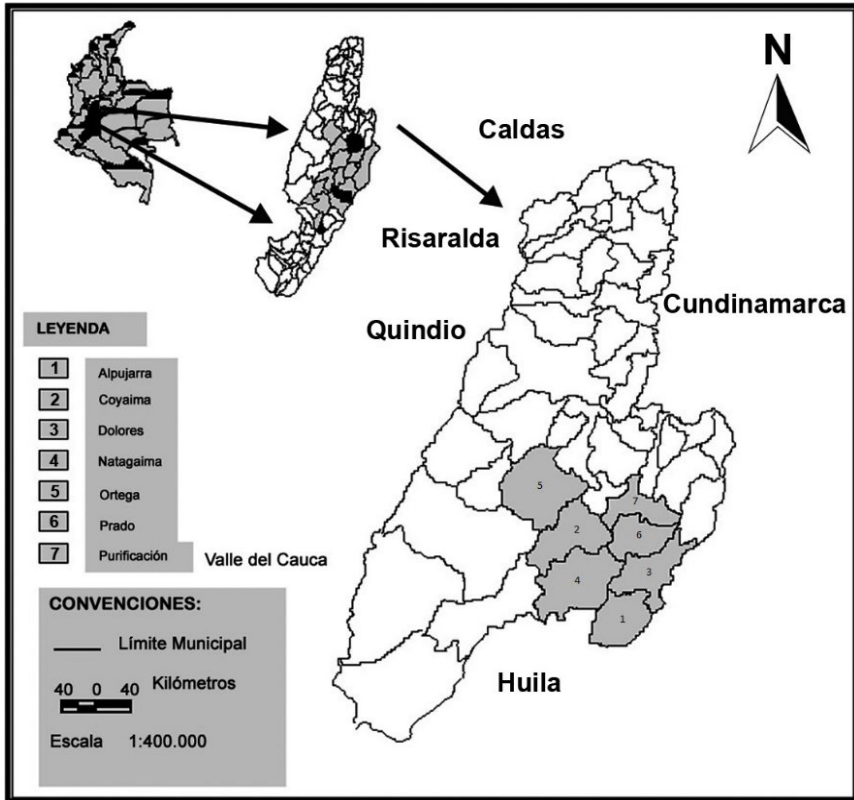 N
Caldas
Risaralda
Cundinamarca
Quindio
LEYENDA
1 Alpujarra
2 Coyaima
3 Dolores
4 Natagaima
5 Ortega
6 Prado
7 Purificación
Valle del Cauca
5
7
2
6
3
4
1
CONVENCIONES:
Límite Municipal
40 0 40 Kilómetros
Escala 1:400.000
Huila